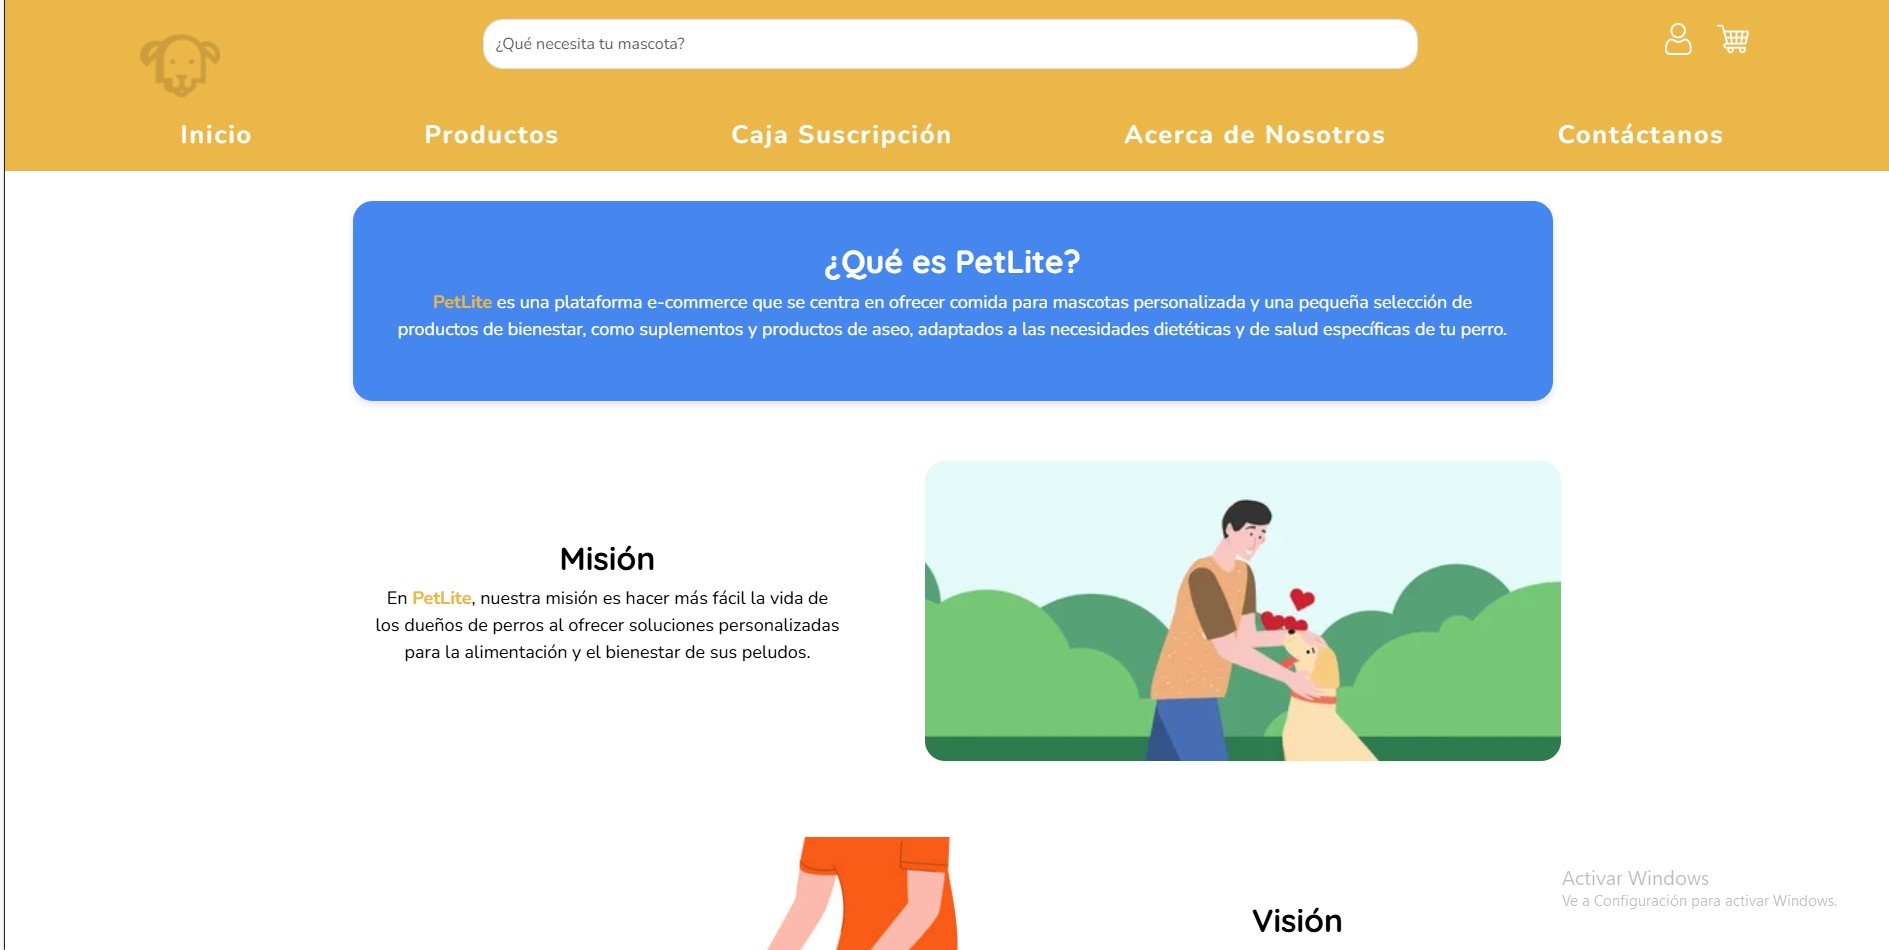 ¿Qué necesita tu mascota?
Inicio
Productos
Caja Suscripción
Acerca de Nosotros
Contáctanos
¿Qué es PetLite?
PetLite es una plataforma e-commerce que se centra en ofrecer comida para mascotas personalizada y una pequeña selección de
productos de bienestar, como suplementos y productos de aseo, adaptados a las necesidades dietéticas y de salud específicas de tu perro.
Misión
En PetLite, nuestra misión es hacer más fácil la vida de
los dueños de perros al ofrecer soluciones personalizadas
para la alimentación y el bienestar de sus peludos.
Visión
Activar Windows
Ve a Configuración para activar Windows.